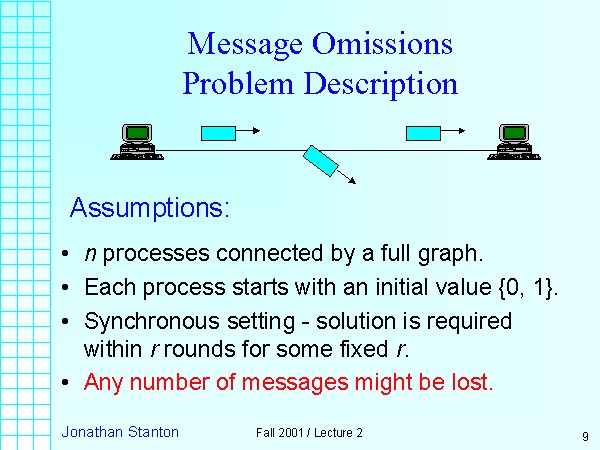 Message Omissions
Problem Description
Assumptions:
• n processes connected by a full graph.
• Each process starts with an initial value {0, 1}.
• Synchronous setting - solution is required
within r rounds for some fixed r.
• Any number of messages might be lost.
Jonathan Stanton
Fall 2001 / Lecture 2
9